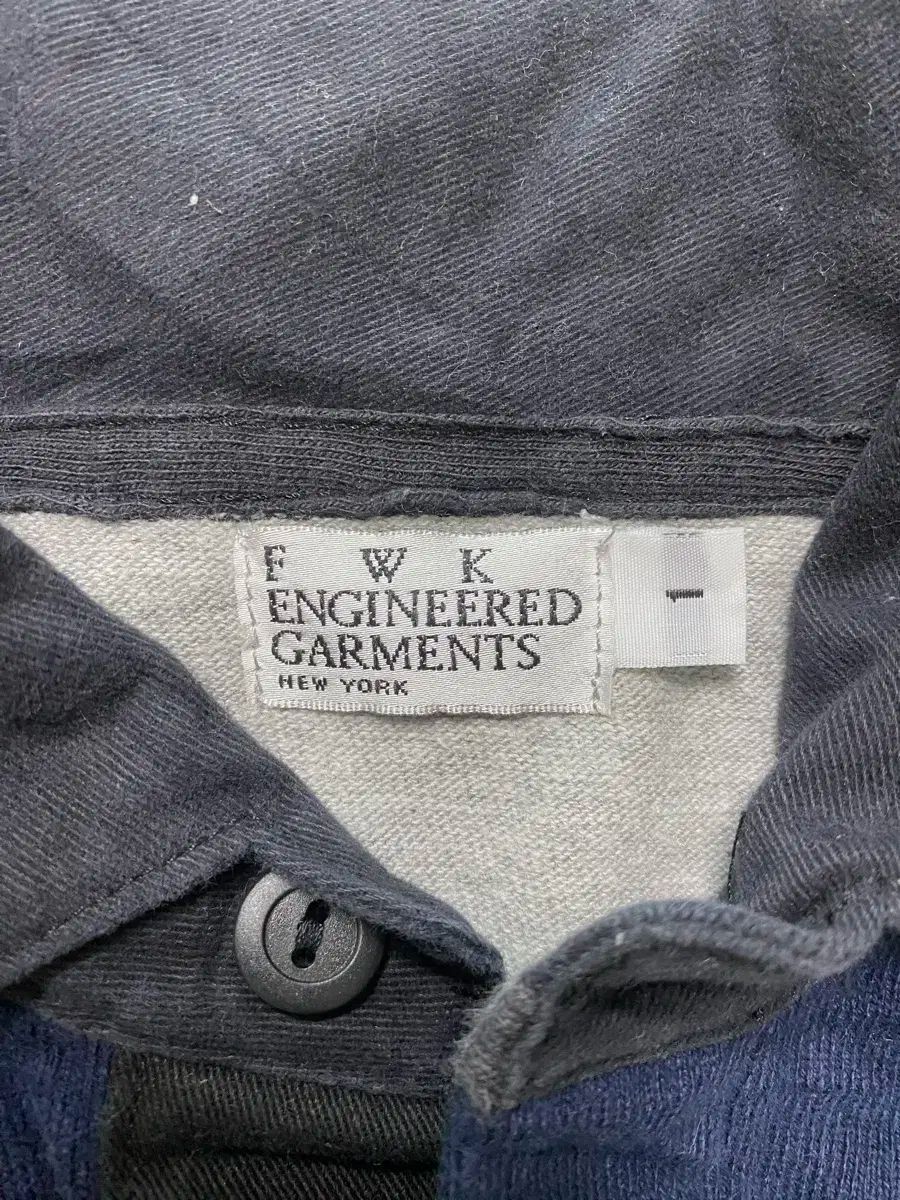 F W K
ENGINEERED
GARMENTS
NEW YORK
1